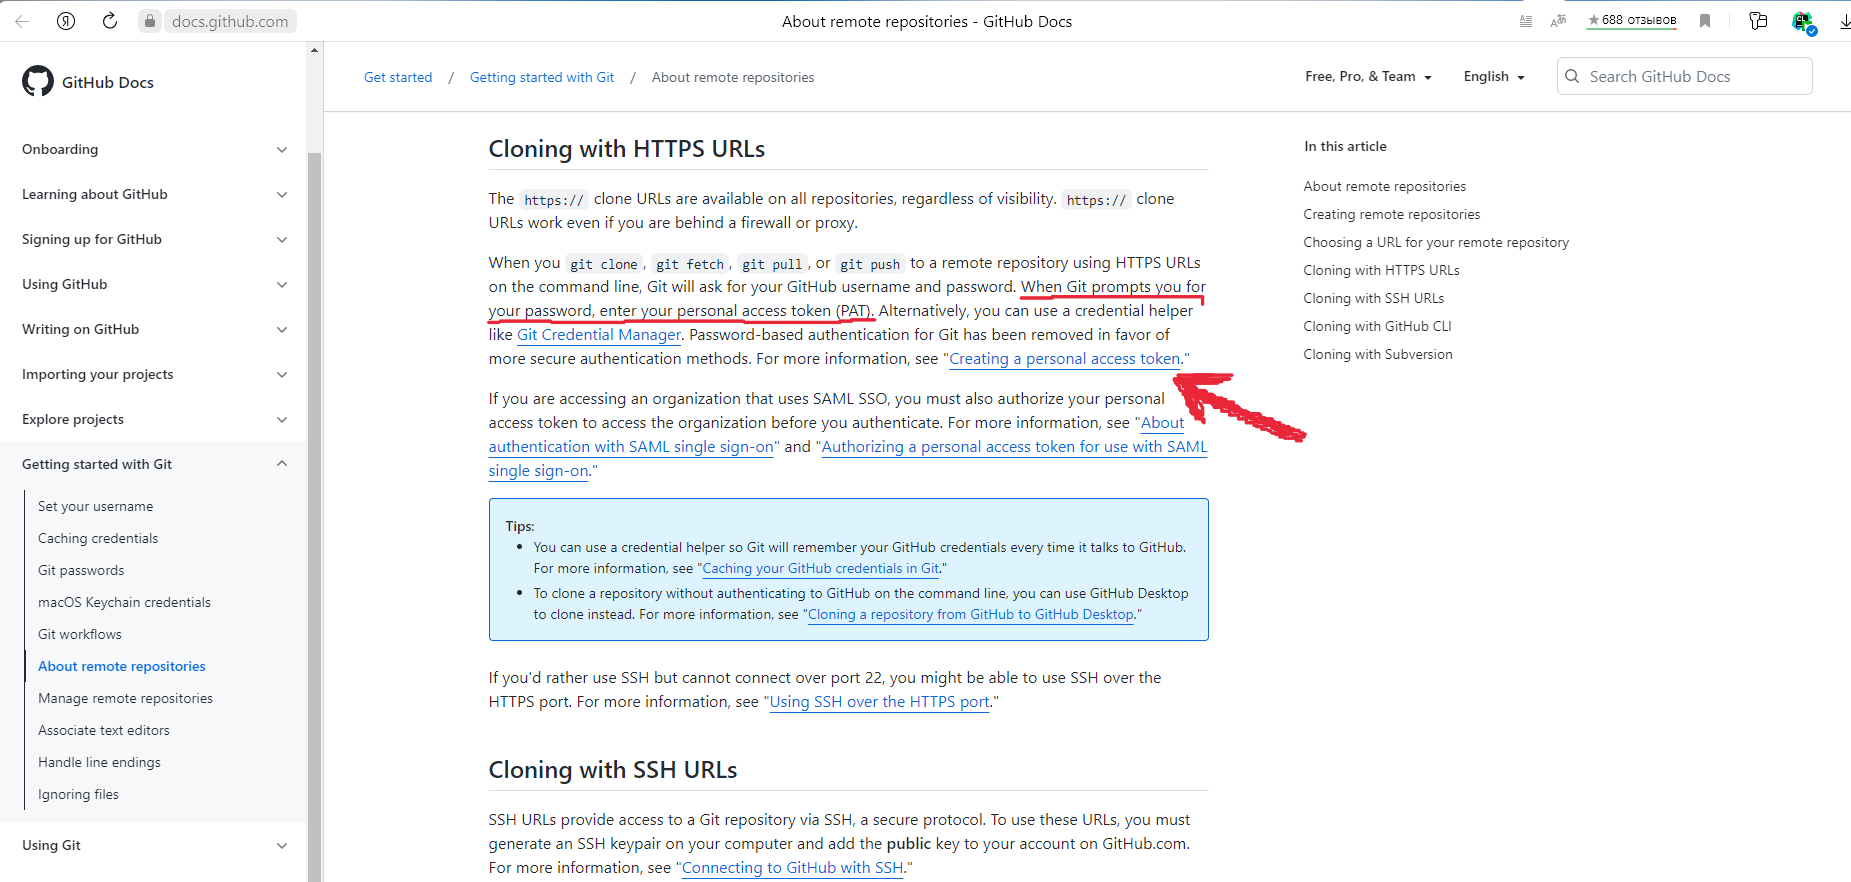 docs.github.com
About remote repositories - GitHub Docs
688 отзывов
GitHub Docs
Onboarding
Learning about GitHub
Signing up for GitHub
Using GitHub
Writing on GitHub
Importing your projects
Explore projects
Getting started with Git
Set your username
Caching credentials
Git passwords
macOS Keychain credentials
Git workflows
About remote repositories
Manage remote repositories
Associate text editors
Handle line endings
Ignoring files
Using Git
Get started / Getting started with Git / About remote repositories
Free, Pro, & Team
English
Search GitHub Docs
Cloning with HTTPS URLs
The https:// clone URLs are available on all repositories, regardless of visibility. https:// clone
URLs work even if you are behind a firewall or proxy.
When you git clone, git fetch, git pull, or git push to a remote repository using HTTPS URLs
on the command line, Git will ask for your GitHub username and password. When Git prompts you for
your password, enter your personal access token (PAT). Alternatively, you can use a credential helper
like Git Credential Manager. Password-based authentication for Git has been removed in favor of
more secure authentication methods. For more information, see "Creating a personal access token."
If you are accessing an organization that uses SAML SSO, you must also authorize your personal
access token to access the organization before you authenticate. For more information, see "About
authentication with SAML single sign-on" and "Authorizing a personal access token for use with SAML
single sign-on."
Tips:
• You can use a credential helper so Git will remember your GitHub credentials every time it talks to GitHub.
For more information, see "Caching your GitHub credentials in Git."
• To clone a repository without authenticating to GitHub on the command line, you can use GitHub Desktop
to clone instead. For more information, see "Cloning a repository from GitHub to GitHub Desktop."
If you'd rather use SSH but cannot connect over port 22, you might be able to use SSH over the
HTTPS port. For more information, see "Using SSH over the HTTPS port."
Cloning with SSH URLs
SSH URLs provide access to a Git repository via SSH, a secure protocol. To use these URLs, you must
generate an SSH keypair on your computer and add the public key to your account on GitHub.com.
For more information, see "Connecting to GitHub with SSH."
In this article
About remote repositories
Creating remote repositories
Choosing a URL for your remote repository
Cloning with HTTPS URLs
Cloning with SSH URLs
Cloning with GitHub CLI
Cloning with Subversion